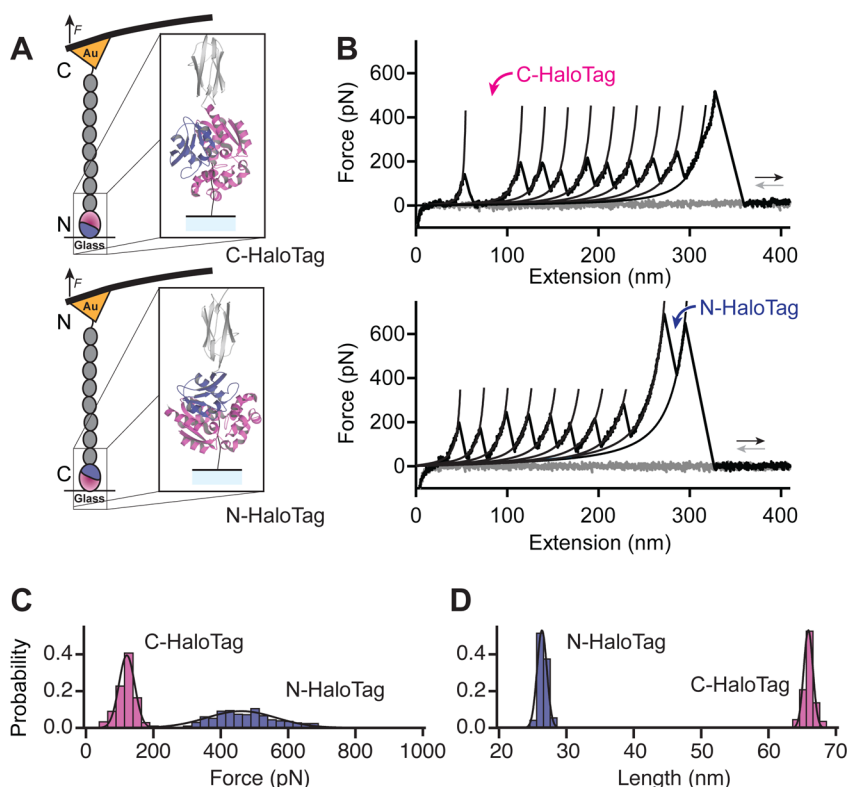 A
F
Au
C
N
Glass
C-HaloTag
F
Au
N
C
Glass
N-HaloTag
B
600
400
200
0
Force (pN)
C-HaloTag
0 100 200 300 400
Extension (nm)
600
400
200
0
Force (pN)
N-HaloTag
0 100 200 300 400
Extension (nm)
C
Probability
0.4
0.2
0.0
C-HaloTag
N-HaloTag
0 200 400 600 800 1000
Force (pN)
D
0.4
0.2
0.0
N-HaloTag
C-HaloTag
20 30 40 50 60 70
Length (nm)